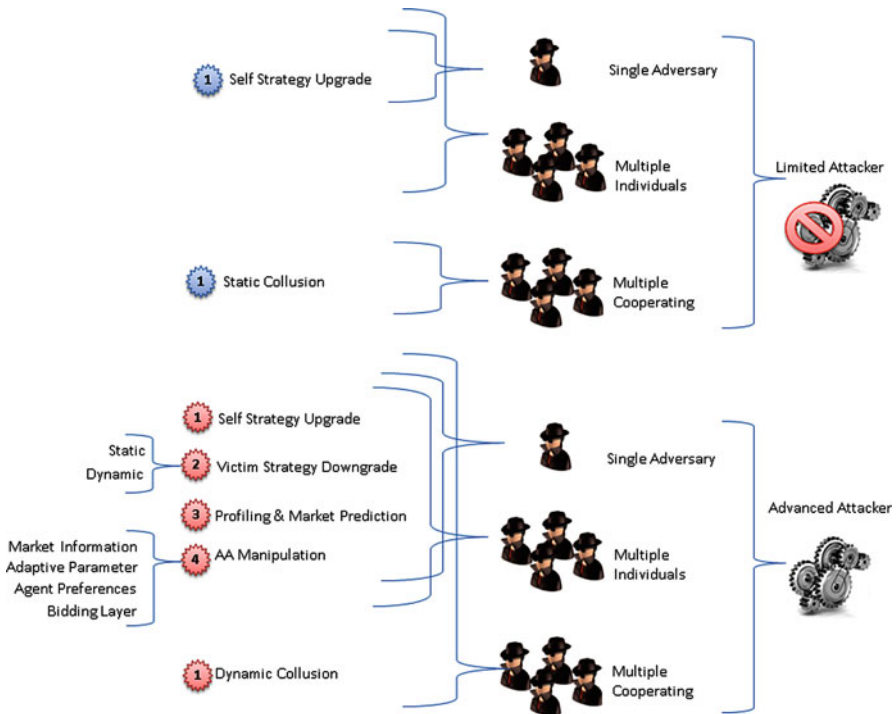 1 Self Strategy Upgrade
Single Adversary
Multiple
Individuals
Limited Attacker
1 Static Collusion
Multiple
Cooperating
1 Self Strategy Upgrade
Static
Dynamic
2 Victim Strategy Downgrade
Single Adversary
3 Profiling & Market Prediction
Advanced Attacker
Market Information
Adaptive Parameter
Agent Preferences
Bidding Layer
4 AA Manipulation
Multiple
Individuals
1 Dynamic Collusion
Multiple
Cooperating